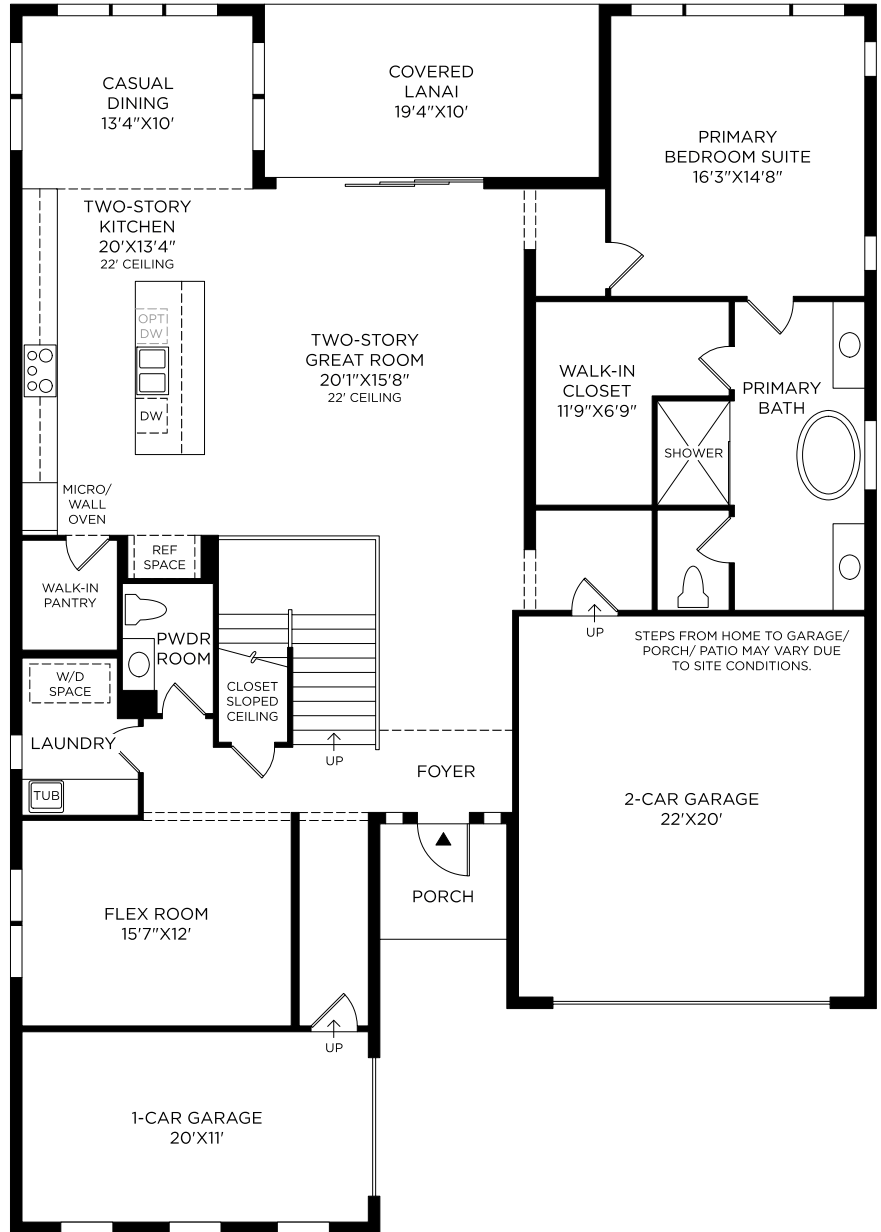 CASUAL
DINING
13'4"X10'
COVERED
LANAI
19'4"X10'
PRIMARY
BEDROOM SUITE
16'3"X14'8"
TWO-STORY
KITCHEN
20'X13'4"
22' CEILING
OPT
DW
DW
TWO-STORY
GREAT ROOM
20'1"X15'8"
22' CEILING
WALK-IN
CLOSET
11'9"X6'9"
PRIMARY
BATH
SHOWER
MICRO/
WALL
OVEN
REF
SPACE
WALK-IN
PANTRY
PWDR
ROOM
UP
STEPS FROM HOME TO GARAGE/
PORCH/ PATIO MAY VARY DUE
TO SITE CONDITIONS.
W/D
SPACE
CLOSET
SLOPED
CEILING
LAUNDRY
UP
FOYER
TUB
2-CAR GARAGE
22'X20'
PORCH
FLEX ROOM
15'7"X12'
UP
1-CAR GARAGE
20'X11'